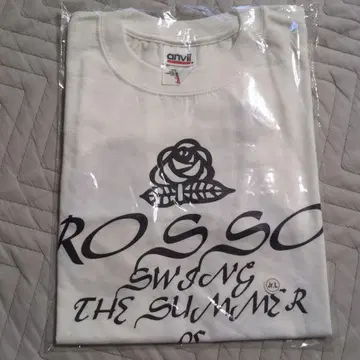 anvil
ROSSO
SWING
THE SUMMER